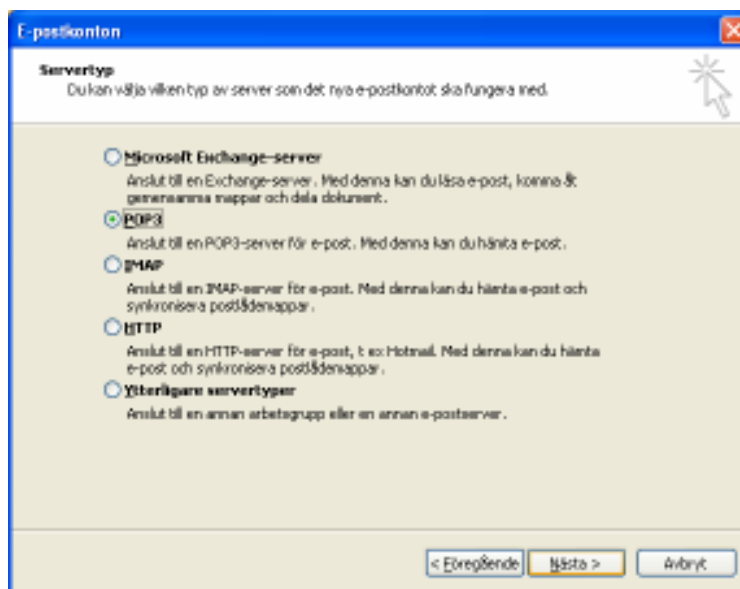 E-postkonton
Servertyp
Du kan välja vilken typ av server som det nya e-postkontot ska fungera med.
Microsoft Exchange-server
Anslut till en Exchange-server. Med denna kan du läsa e-post, komma åt
gemensamma mappar och dela dokument.
POP3
Anslut till en POP3-server för e-post. Med denna kan du hämta e-post.
IMAP
Anslut till en IMAP-server för e-post. Med denna kan du hämta e-post och
synkronisera postlådemappar.
HTTP
Anslut till en HTTP-server för e-post, t ex Hotmail. Med denna kan du hämta
e-post och synkronisera postlådemappar.
Ytterligare servertyper
Anslut till en annan arbetsgrupp eller en annan e-postserver.
< Föregående Nästa > Avbryt